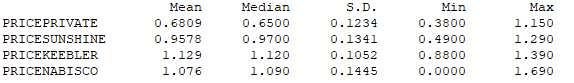 Mean Median S.D. Min Max
PRICEPRIVATE 0.6809 0.6500 0.1234 0.3800 1.150
PRICESUNSHINE 0.9578 0.9700 0.1341 0.4900 1.290
PRICEKEEBLER 1.129 1.120 0.1052 0.8800 1.390
PRICENABISCO 1.076 1.090 0.1445 0.0000 1.690